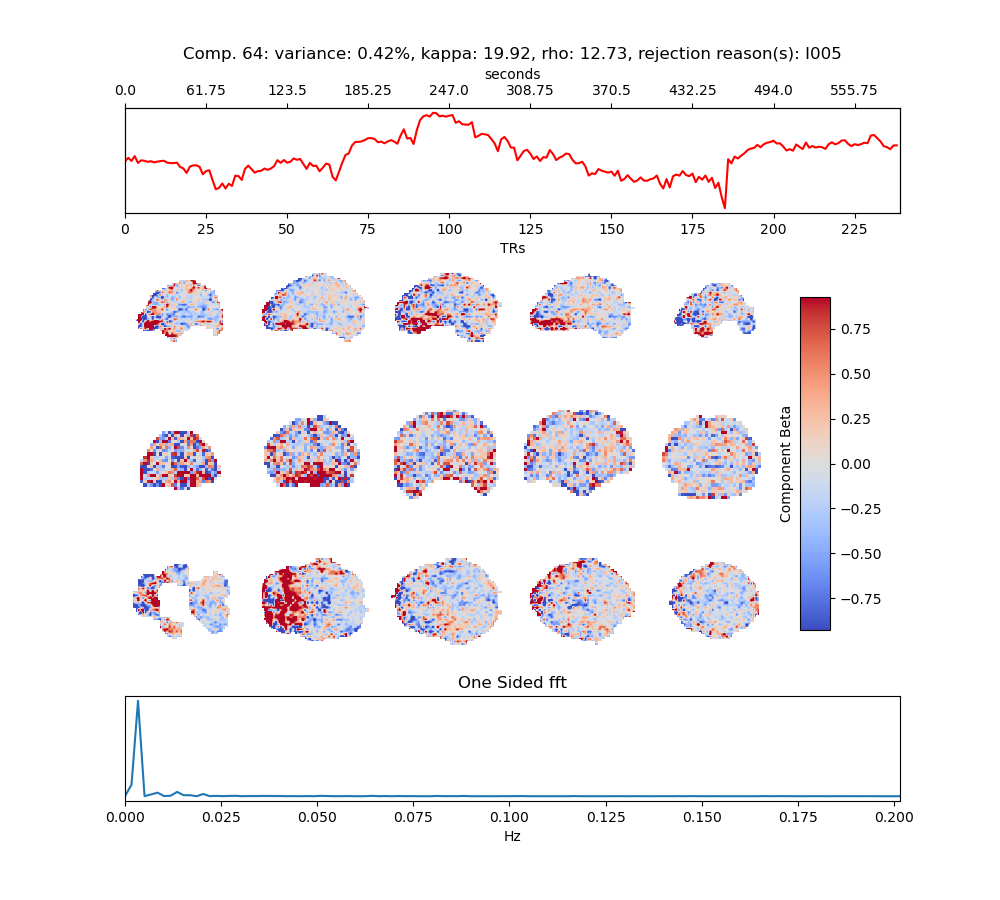 Comp. 64: variance: 0.42%, kappa: 19.92, rho: 12.73, rejection reason(s): I005
seconds
0.0 61.75 123.5 185.25 247.0 308.75 370.5 432.25 494.0 555.75
0 25 50 75 100 125 150 175 200 225
TRs
0.75
0.50
0.25
0.00
−0.25
−0.50
−0.75
Component Beta
One Sided fft
0.000 0.025 0.050 0.075 0.100 0.125 0.150 0.175 0.200
Hz